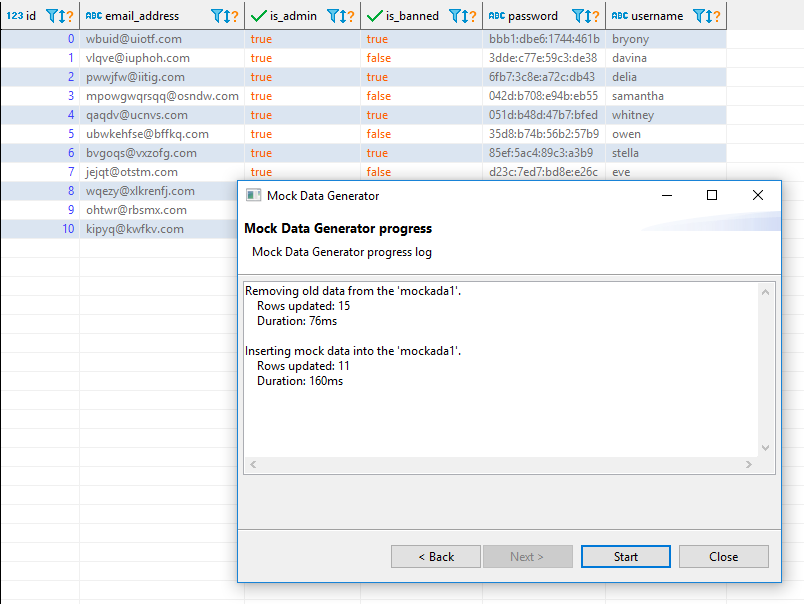 123 id ABC email_address is_admin is_banned ABC password ABC username
0 wbuid@uiotf.com true true bbb1:dbe6:1744:461b bryony
1 vlqve@iuphoh.com true false 3dde:c77e:59c3:de38 davina
2 pwwjfw@iitig.com true true 6fb7:3c8e:a72c:db43 delia
3 mpowgwqrsqq@osndw.com true false 042d:b708:e94b:eb55 samantha
4 qaqdv@ucnvs.com true true 051d:b48d:47b7:bfed whitney
5 ubwkehfse@bffkq.com true false 35d8:b74b:56b2:57b9 owen
6 bvgoqs@vxzofg.com true true 85ef:5ac4:89c3:a3b9 stella
7 jejqt@otstm.com true false d23c:7ed7:bd8e:e26c eve
8 wqezy@xlkrenfj.com
9 ohtwr@rbsmx.com
10 kipyq@kwfkv.com
Mock Data Generator
Mock Data Generator progress
Mock Data Generator progress log
Removing old data from the 'mockada1'.
Rows updated: 15
Duration: 76ms
Inserting mock data into the 'mockada1'.
Rows updated: 11
Duration: 160ms
< Back Next > Start Close